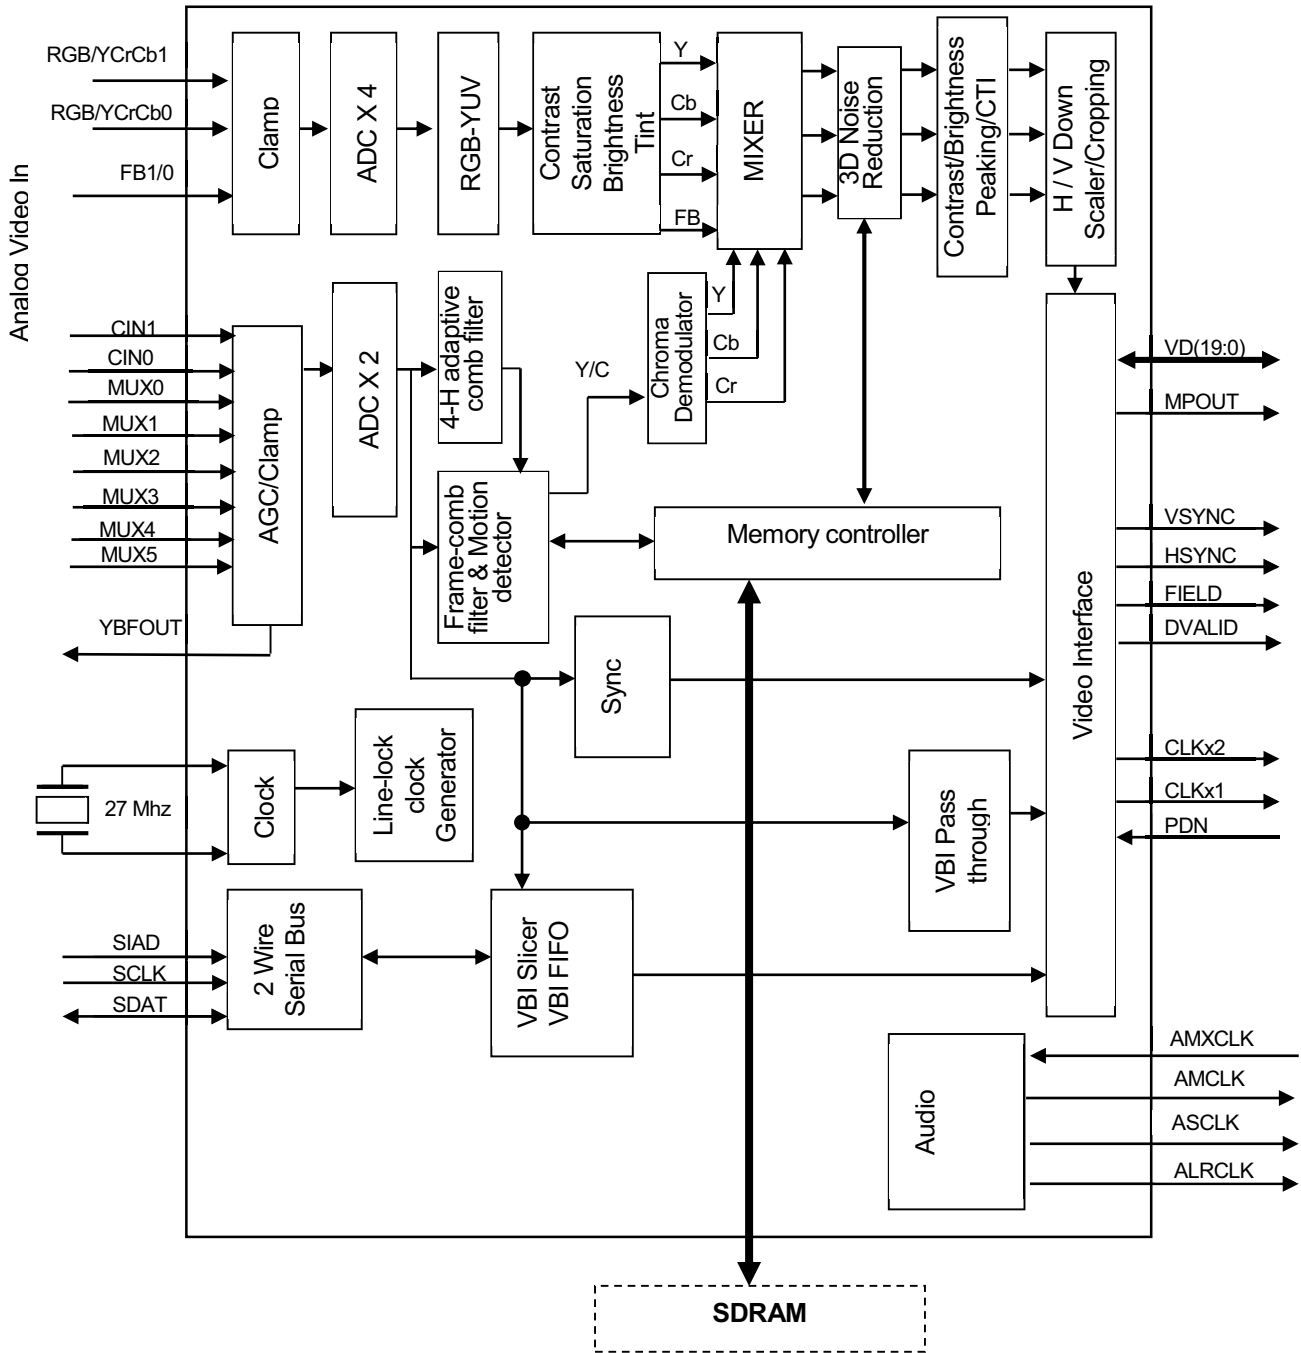 Analog Video In
RGB/YCrCb1
RGB/YCrCb0
FB1/0
Clamp
ADC X 4
RGB-YUV
Contrast
Saturation
Brightness
Tint
Y
Cb
Cr
FB
MIXER
3D Noise
Reduction
Contrast/Brightness
Peaking/CTI
H / V Down
Scaler/Cropping
CIN1
CIN0
MUX0
MUX1
MUX2
MUX3
MUX4
MUX5
YBFOUT
AGC/Clamp
ADC X 2
4-H adaptive
comb filter
Frame-comb
filter & Motion
detector
Y/C
Chroma
Demodulator
Y
Cb
Cr
Memory controller
Sync
Video Interface
VD(19:0)
MPOUT
VSYNC
HSYNC
FIELD
DVALID
CLKx2
CLKx1
PDN
27 Mhz
Clock
Line-lock
clock
Generator
VBI Pass
through
SIAD
SCLK
SDAT
2 Wire
Serial Bus
VBI Slicer
VBI FIFO
Audio
AMXCLK
AMCLK
ASCLK
ALRCLK
SDRAM